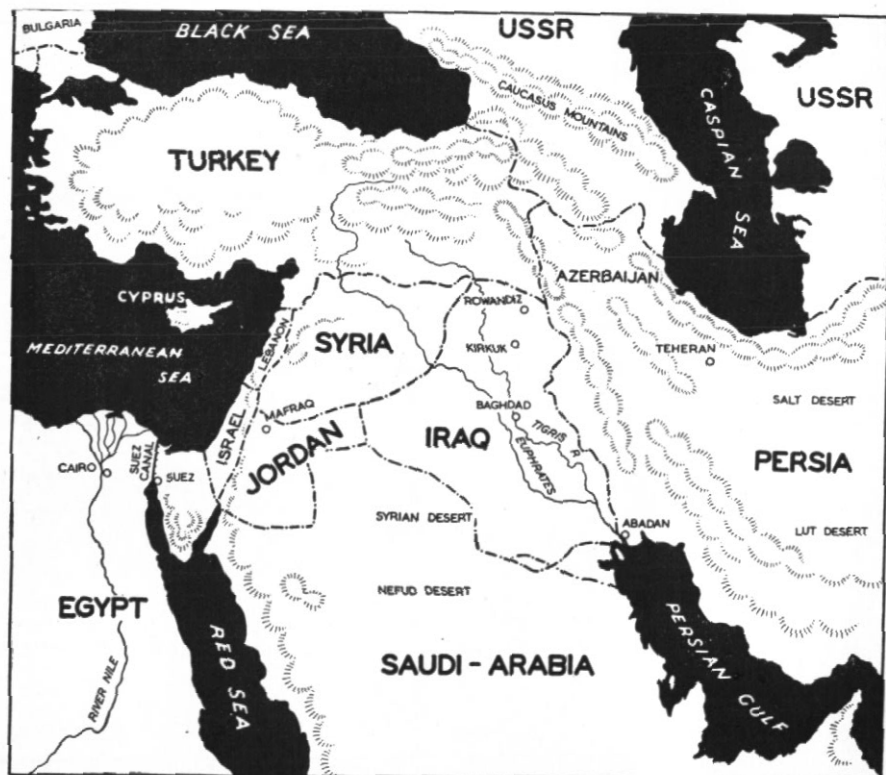 BULGARIA
BLACK SEA
USSR
CAUCASUS
MOUNTAINS
CASPIAN
SEA
USSR
TURKEY
AZERBAIJAN
CYPRUS
ROWANDIZ
LEBANON
SYRIA
KIRKUK
TEHERAN
MEDITERRANEAN
SEA
SALT DESERT
MAFRAQ
BAGHDAD
TIGRIS R.
ISRAEL
JORDAN
IRAQ
EUPHRATES
PERSIA
CAIRO
SUEZ
CANAL
SUEZ
SYRIAN DESERT
ABADAN
LUT DESERT
EGYPT
NEFUD DESERT
RED SEA
PERSIAN GULF
SAUDI - ARABIA
RIVER NILE